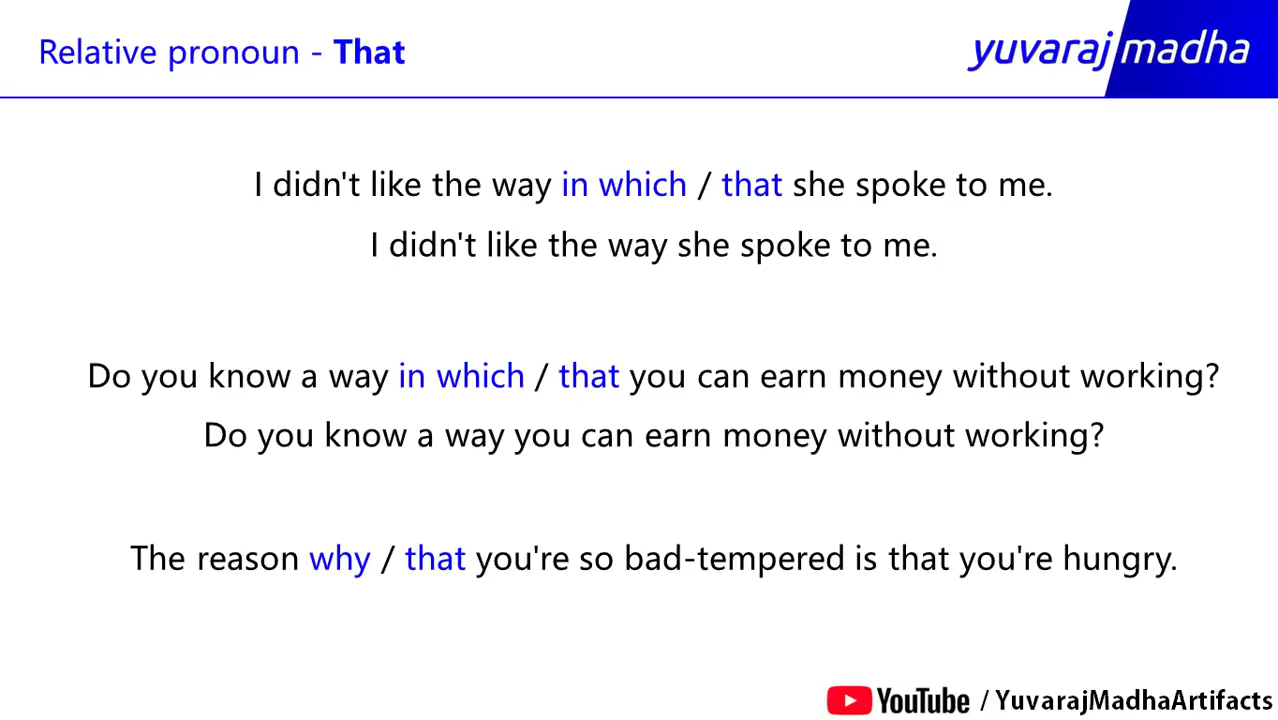 Relative pronoun - That
yuvaraj madha
I didn't like the way in which / that she spoke to me.
I didn't like the way she spoke to me.
Do you know a way in which / that you can earn money without working?
Do you know a way you can earn money without working?
The reason why / that you're so bad-tempered is that you're hungry.
YouTube / YuvarajMadhaArtifacts